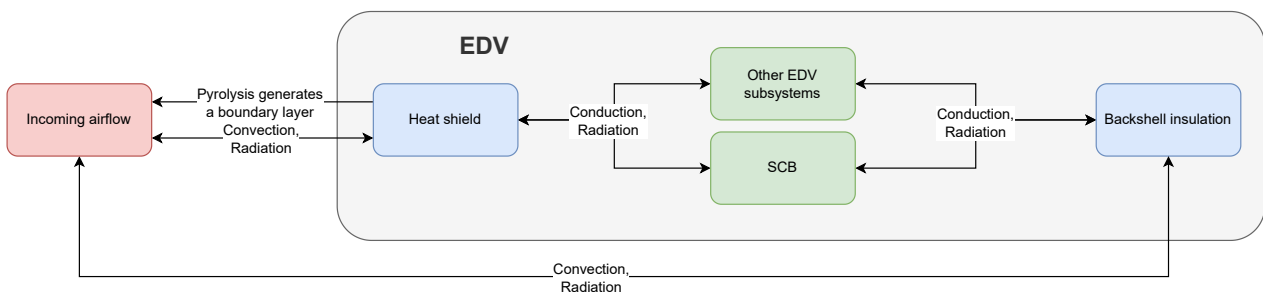 EDV
Incoming airflow
Pyrolysis generates
a boundary layer
Convection,
Radiation
Heat shield
Conduction,
Radiation
Other EDV
subsystems
SCB
Conduction,
Radiation
Backshell insulation
Convection,
Radiation